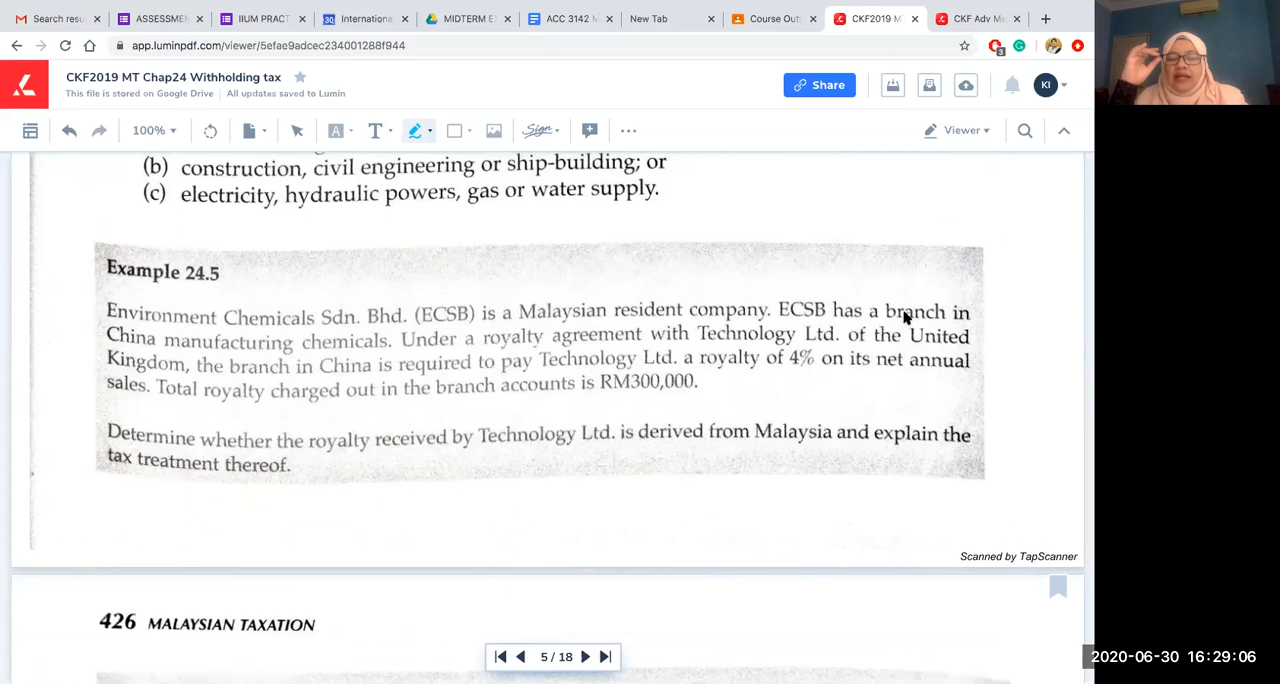 Search resu
ASSESSME
IIUM PRACT
Internatione
MIDTERM E
ACC 3142 M
New Tab
Course Out
CKF2019 M
CKF Adv Ma
app.luminpdf.com/viewer/5efae9adcec234001288f944
CKF2019 MT Chap24 Withholding tax
This file is stored on Google Drive | All updates saved to Lumin
Share
KI
100%
A
T
Sign
Viewer
(b) construction, civil engineering or ship-building; or
(c) electricity, hydraulic powers, gas or water supply.
Example 24.5
Environment Chemicals Sdn. Bhd. (ECSB) is a Malaysian resident company. ECSB has a branch in
China manufacturing chemicals. Under a royalty agreement with Technology Ltd. of the United
Kingdom, the branch in China is required to pay Technology Ltd. a royalty of 4% on its net annual
sales. Total royalty charged out in the branch accounts is RM300,000.
Determine whether the royalty received by Technology Ltd. is derived from Malaysia and explain the
tax treatment thereof.
Scanned by TapScanner
426 MALAYSIAN TAXATION
5 / 18
2020-06-30 16:29:06